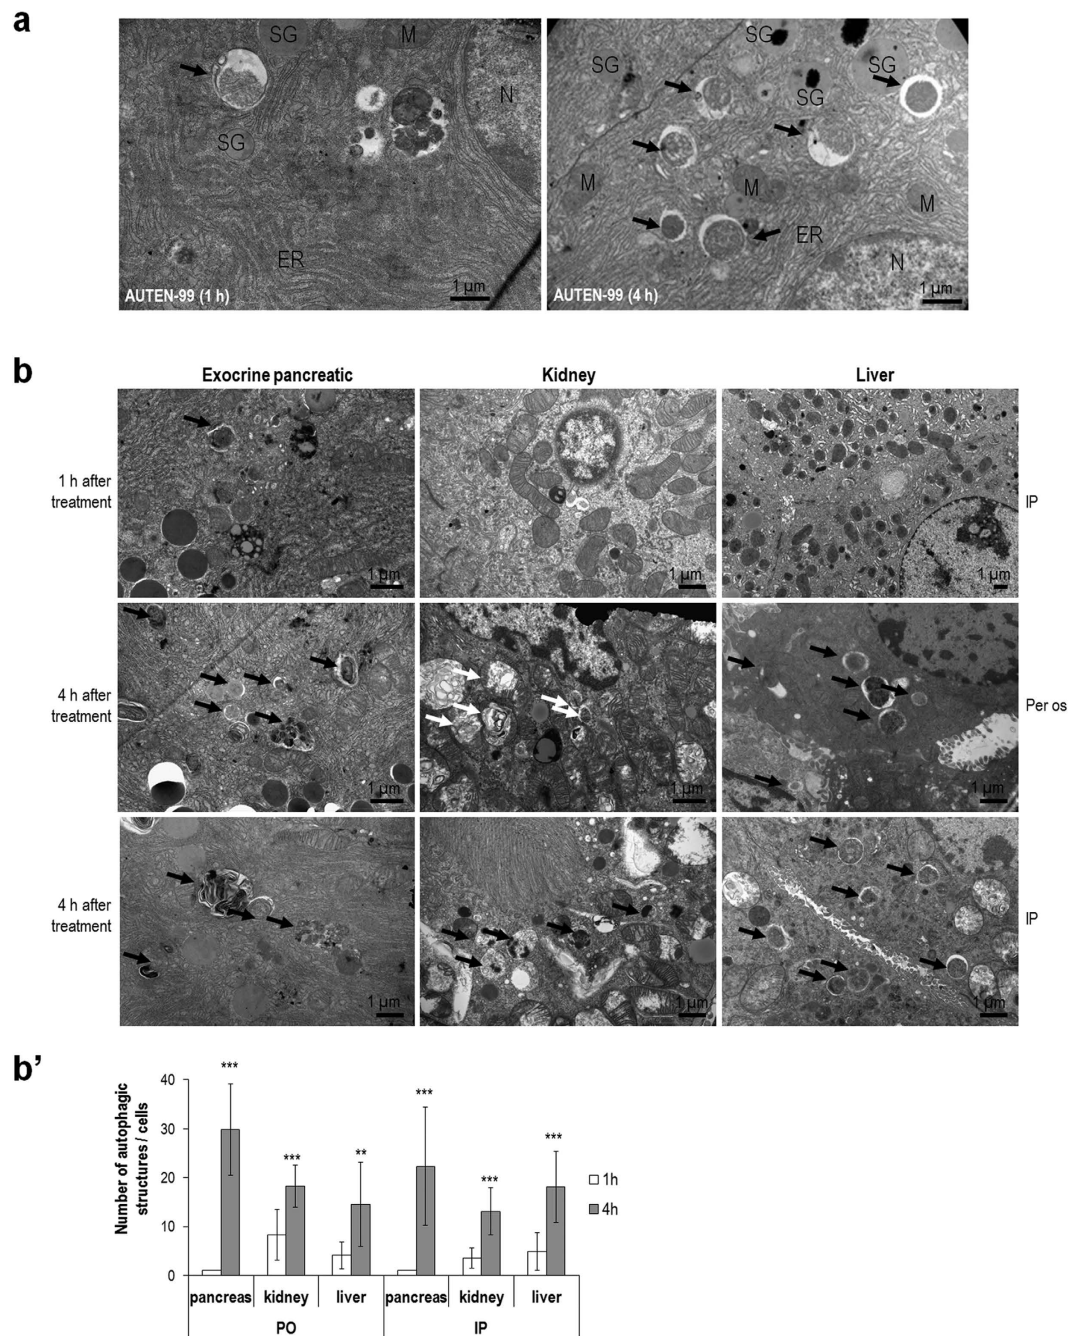 a
SG
M
N
SG
ER
AUTEN-99 (1 h)
1 µm
SG
SG
SG
SG
M
M
M
ER
N
AUTEN-99 (4 h)
1 µm
b
Exocrine pancreatic
Kidney
Liver
1 h after
treatment
1 µm
1 µm
1 µm
IP
4 h after
treatment
1 µm
1 µm
1 µm
Per os
4 h after
treatment
1 µm
1 µm
1 µm
IP
b’
Number of autophagic
structures / cells
40
30
20
10
0
***
***
**
***
***
***
1h
4h
pancreas
kidney
liver
pancreas
kidney
liver
PO
IP